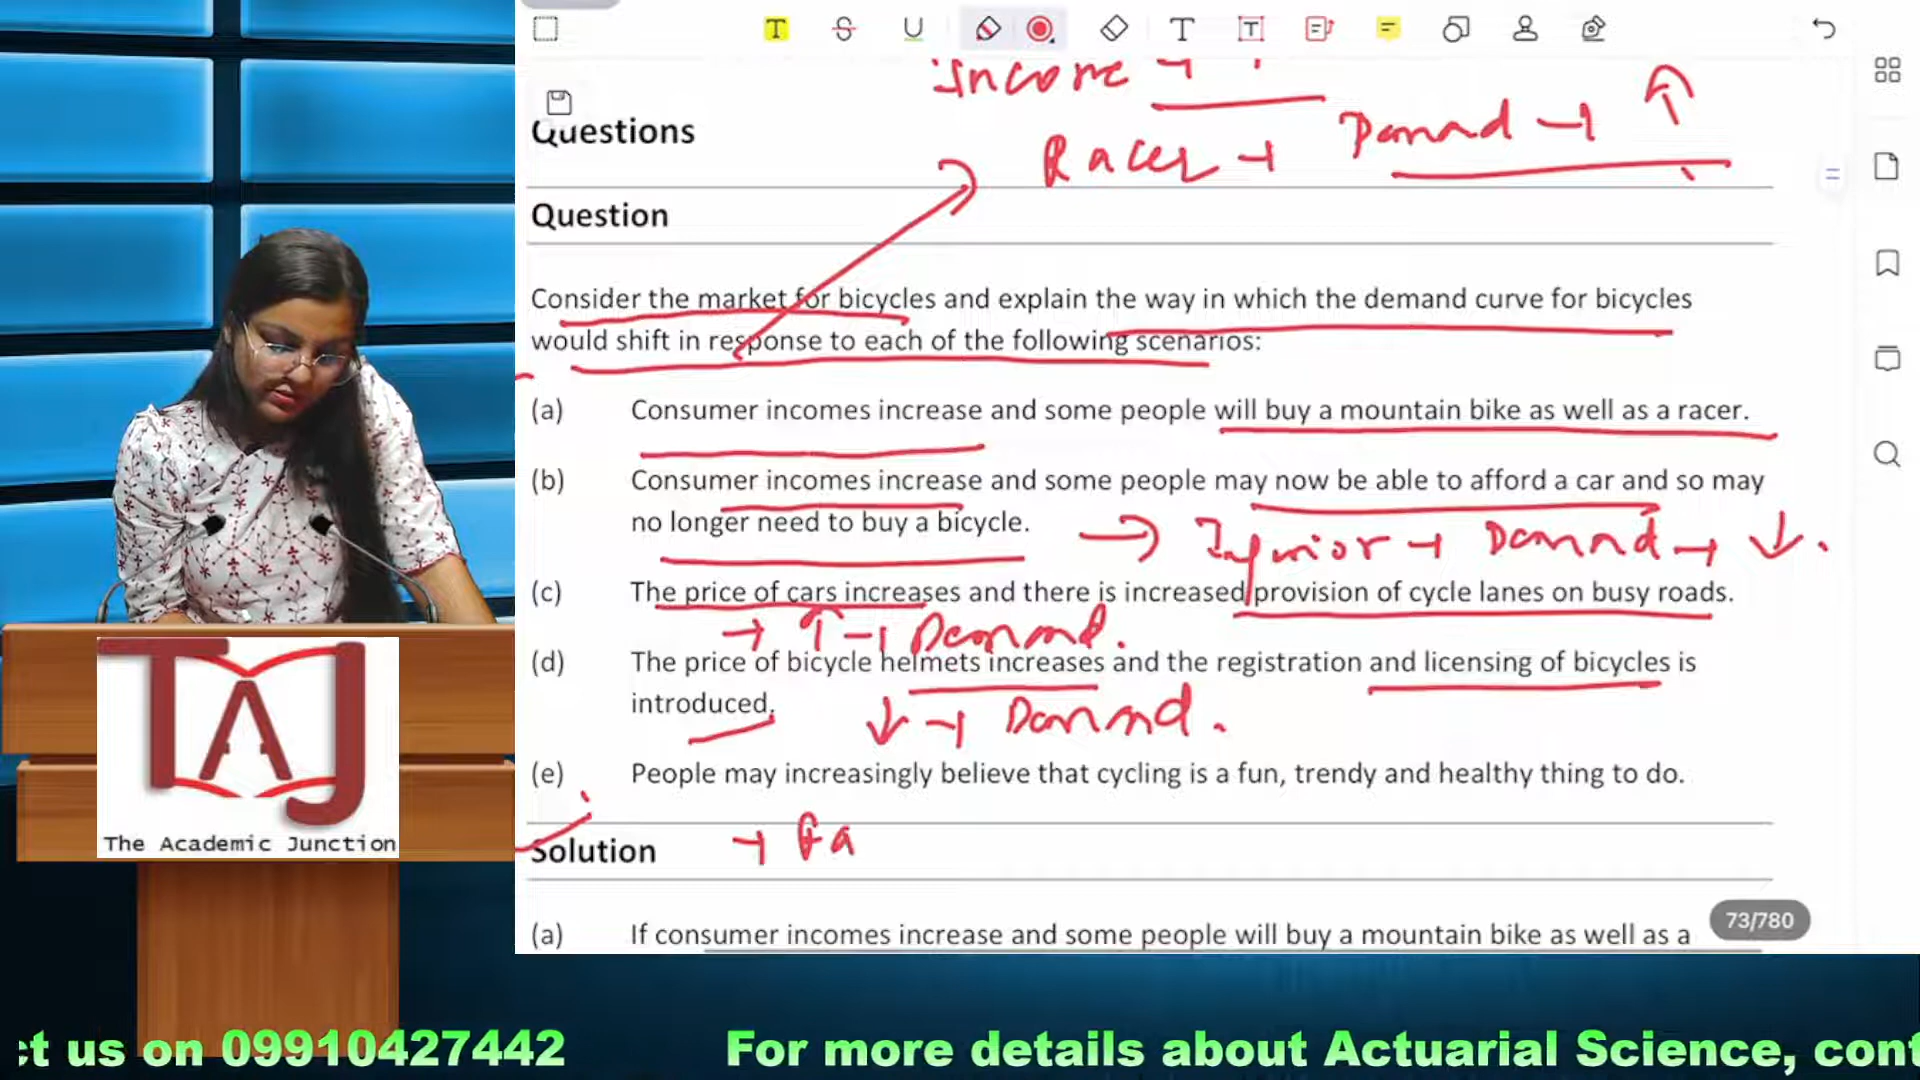 income →
Racer → Demand → ↑
Questions
Question
Consider the market for bicycles and explain the way in which the demand curve for bicycles
would shift in response to each of the following scenarios:
(a) Consumer incomes increase and some people will buy a mountain bike as well as a racer.
(b) Consumer incomes increase and some people may now be able to afford a car and so may
no longer need to buy a bicycle. → Inferior → Demand → ↓.
(c) The price of cars increases and there is increased provision of cycle lanes on busy roads.
→ ↑ → Demand.
(d) The price of bicycle helmets increases and the registration and licensing of bicycles is
introduced. ↓ → Demand.
(e) People may increasingly believe that cycling is a fun, trendy and healthy thing to do.
Solution
73/780
(a) If consumer incomes increase and some people will buy a mountain bike as well as a
TAJ
The Academic Junction
ct us on 09910427442 For more details about Actuarial Science, cont